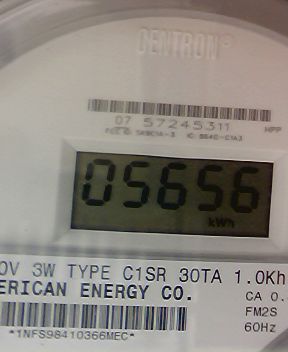 CENTRON®
07 57245311 HPP
05656
kWh
0V 3W TYPE C1SR 30TA 1.0Kh
ERICAN ENERGY CO.
CA 0.
FM2S
*1NFS98410366MEC*
60Hz